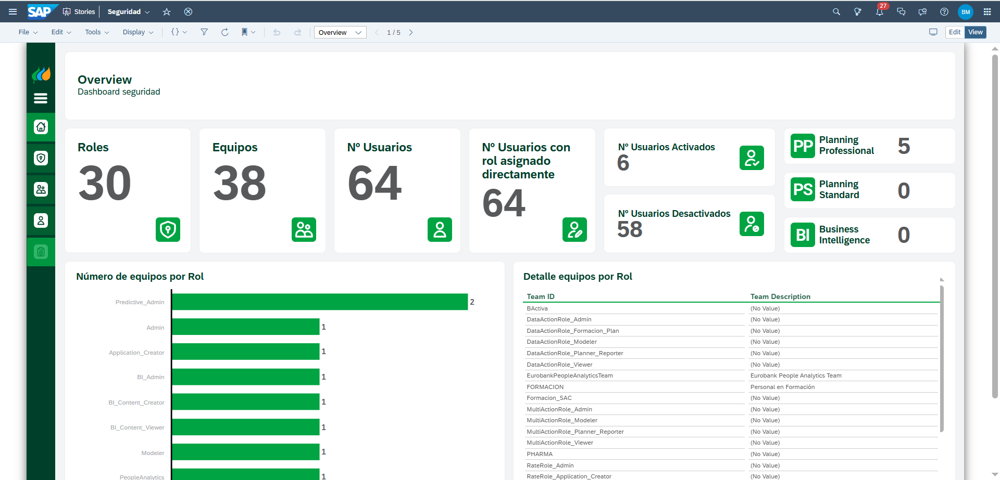 SAP
Stories
Seguridad
27
BM
File
Edit
Tools
Display
Overview
1 / 5
Edit
View
Overview
Dashboard seguridad
Roles
30
Equipos
38
Nº Usuarios
64
Nº Usuarios con
rol asignado
directamente
64
Nº Usuarios Activados
6
Nº Usuarios Desactivados
58
PP
Planning
Professional
5
PS
Planning
Standard
0
BI
Business
Intelligence
0
Número de equipos por Rol
Predictive_Admin
2
Admin
1
Application_Creator
1
BI_Admin
1
BI_Content_Creator
1
BI_Content_Viewer
1
Modeler
1
PeopleAnalytics
1
Detalle equipos por Rol
Team ID Team Description
BActiva (No Value)
DataActionRole_Admin (No Value)
DataActionRole_Formacion_Plan (No Value)
DataActionRole_Modeler (No Value)
DataActionRole_Planner_Reporter (No Value)
DataActionRole_Viewer (No Value)
EurobankPeopleAnalyticsTeam Eurobank People Analytics Team
FORMACION Personal en Formación
Formacion_SAC (No Value)
MultiActionRole_Admin (No Value)
MultiActionRole_Modeler (No Value)
MultiActionRole_Planner_Reporter (No Value)
MultiActionRole_Viewer (No Value)
PHARMA (No Value)
RateRole_Admin (No Value)
RateRole_Application_Creator (No Value)